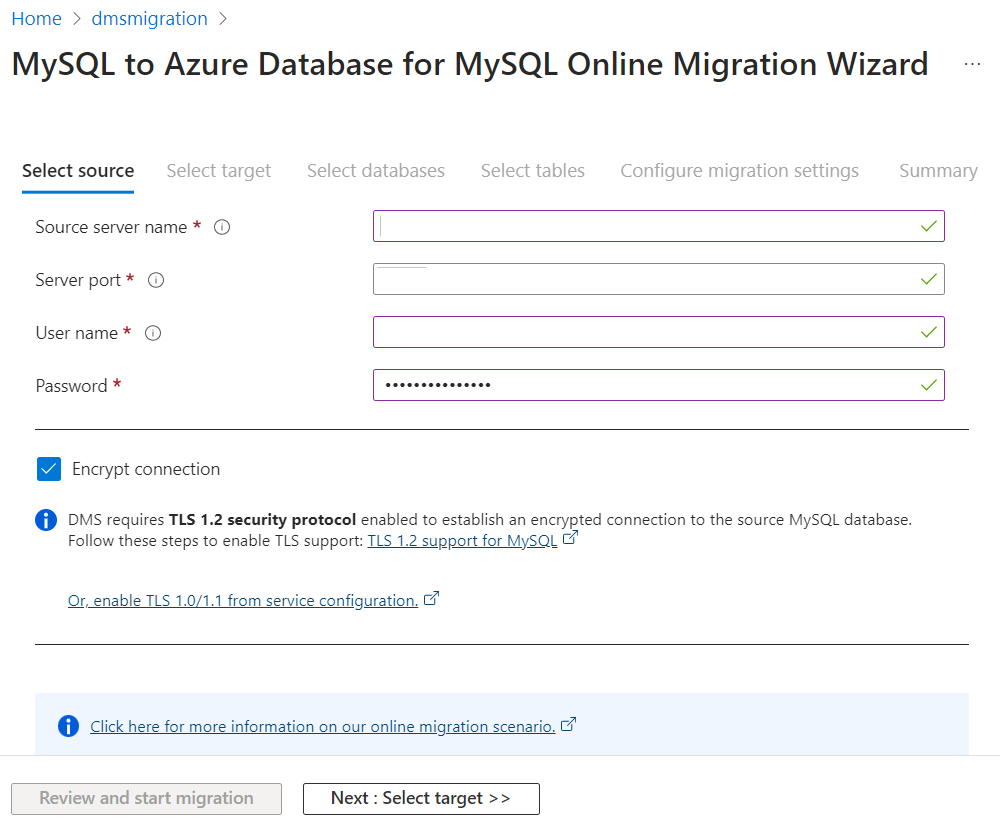 Home > dmsmigration >
MySQL to Azure Database for MySQL Online Migration Wizard ...
Select source Select target Select databases Select tables Configure migration settings Summary
Source server name *
Server port *
User name *
Password * •••••••••••••••
Encrypt connection
DMS requires TLS 1.2 security protocol enabled to establish an encrypted connection to the source MySQL database.
Follow these steps to enable TLS support: TLS 1.2 support for MySQL
Or, enable TLS 1.0/1.1 from service configuration.
Click here for more information on our online migration scenario.
Review and start migration Next : Select target >>